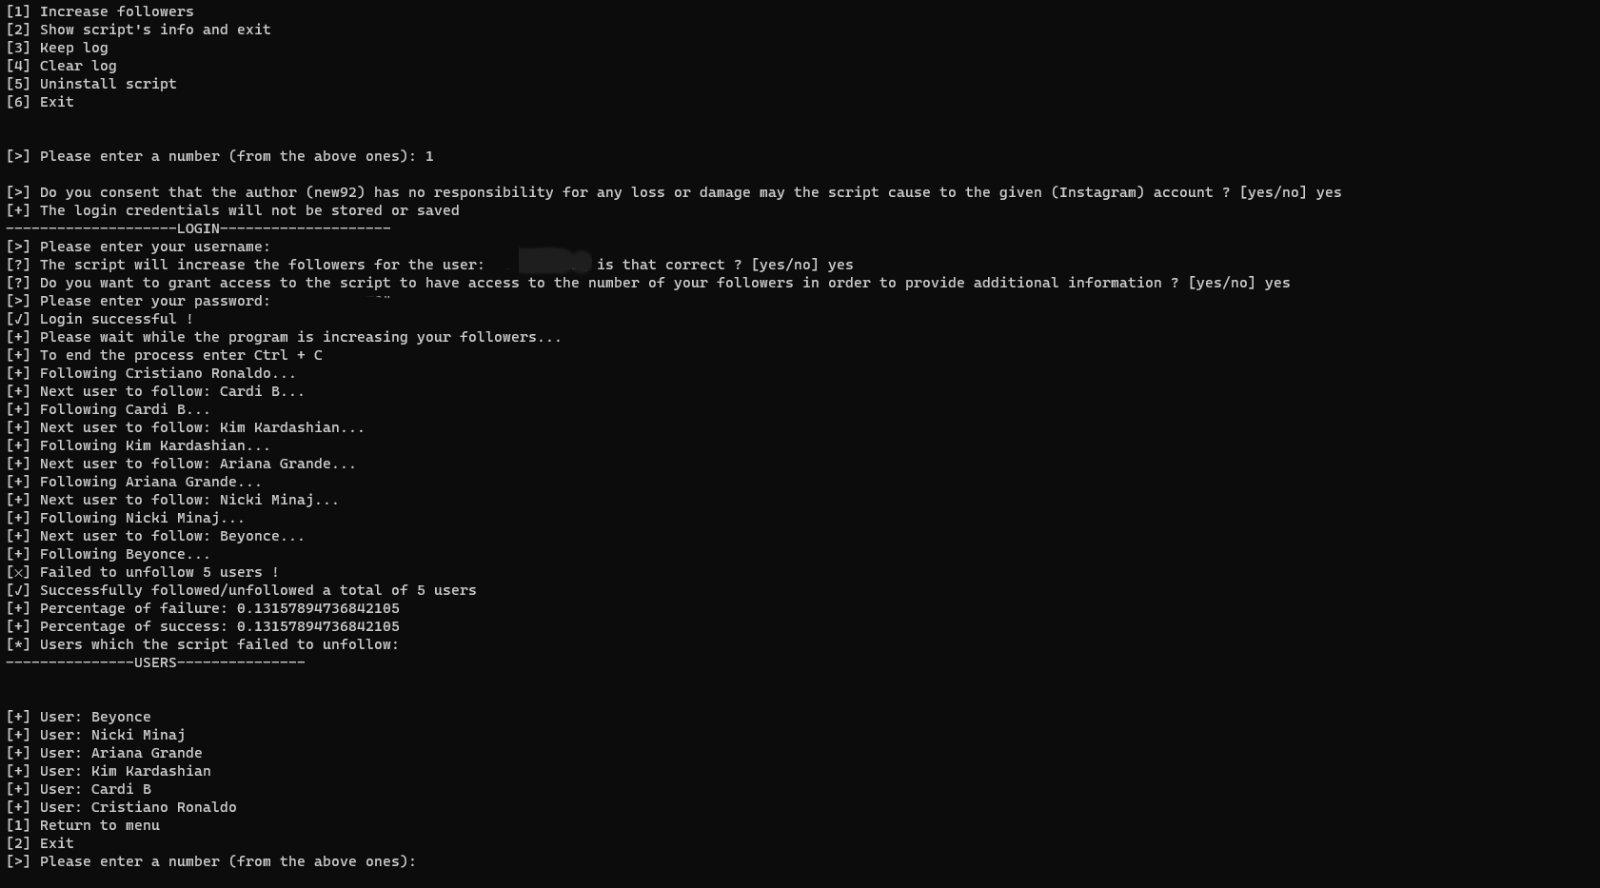 [1] Increase followers
[2] Show script's info and exit
[3] Keep log
[4] Clear log
[5] Uninstall script
[6] Exit
[>] Please enter a number (from the above ones): 1
[>] Do you consent that the author (new92) has no responsibility for any loss or damage may the script cause to the given (Instagram) account ? [yes/no] yes
[+] The login credentials will not be stored or saved
--------------------LOGIN--------------------
[>] Please enter your username:
[?] The script will increase the followers for the user: is that correct ? [yes/no] yes
[?] Do you want to grant access to the script to have access to the number of your followers in order to provide additional information ? [yes/no] yes
[>] Please enter your password:
[✓] Login successful !
[+] Please wait while the program is increasing your followers...
[+] To end the process enter Ctrl + C
[+] Following Cristiano Ronaldo...
[+] Next user to follow: Cardi B...
[+] Following Cardi B...
[+] Next user to follow: Kim Kardashian...
[+] Following Kim Kardashian...
[+] Next user to follow: Ariana Grande...
[+] Following Ariana Grande...
[+] Next user to follow: Nicki Minaj...
[+] Following Nicki Minaj...
[+] Next user to follow: Beyonce...
[+] Following Beyonce...
[✕] Failed to unfollow 5 users !
[✓] Successfully followed/unfollowed a total of 5 users
[+] Percentage of failure: 0.13157894736842105
[+] Percentage of success: 0.13157894736842105
[*] Users which the script failed to unfollow:
---------------USERS---------------
[+] User: Beyonce
[+] User: Nicki Minaj
[+] User: Ariana Grande
[+] User: Kim Kardashian
[+] User: Cardi B
[+] User: Cristiano Ronaldo
[1] Return to menu
[2] Exit
[>] Please enter a number (from the above ones):